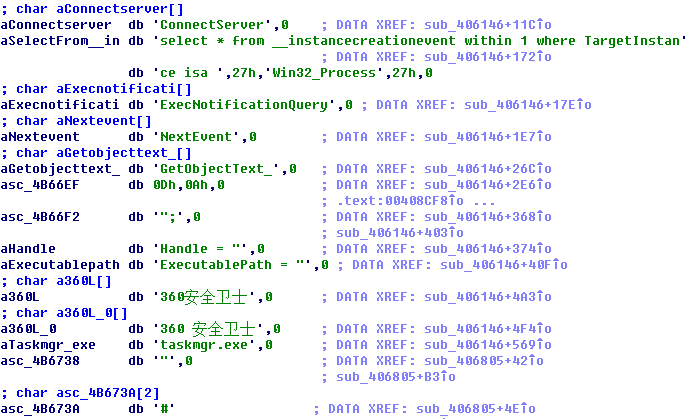 ; char aConnectserver[]
aConnectserver db 'ConnectServer',0 ; DATA XREF: sub_406146+11C↑o
aSelectFrom__in db 'select * from __instancecreationevent within 1 where TargetInstan'
; DATA XREF: sub_406146+172↑o
db 'ce isa ',27h,'Win32_Process',27h,0
; char aExecnotificati[]
aExecnotificati db 'ExecNotificationQuery',0 ; DATA XREF: sub_406146+17E↑o
; char aNextevent[]
aNextevent db 'NextEvent',0 ; DATA XREF: sub_406146+1E7↑o
; char aGetobjecttext_[]
aGetobjecttext_ db 'GetObjectText_',0 ; DATA XREF: sub_406146+26C↑o
asc_4B66EF db 0Dh,0Ah,0 ; DATA XREF: sub_406146+2E6↑o
; .text:00408CF8↑o ...
asc_4B66F2 db '";',0 ; DATA XREF: sub_406146+368↑o
; sub_406146+403↑o
aHandle db 'Handle = "',0 ; DATA XREF: sub_406146+374↑o
aExecutablepath db 'ExecutablePath = "',0 ; DATA XREF: sub_406146+40F↑o
; char a360L[]
a360L db '360安全卫士',0 ; DATA XREF: sub_406146+4A3↑o
; char a360L_0[]
a360L_0 db '360 安全卫士',0 ; DATA XREF: sub_406146+4F4↑o
aTaskmgr_exe db 'taskmgr.exe',0 ; DATA XREF: sub_406146+569↑o
asc_4B6738 db '"',0 ; DATA XREF: sub_406805+42↑o
; sub_406805+B3↑o
; char asc_4B673A[2]
asc_4B673A db '#' ; DATA XREF: sub_406805+4E↑o